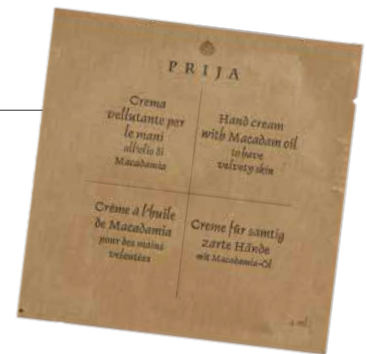 PRIJA
Crema
vellutante per
le mani
all'olio di
Macadamia
Hand cream
with Macadam oil
to have
velvety skin
Crème à l'huile
de Macadamia
pour des mains
veloutées
Creme für samtig
zarte Hände
mit Macadamia-Öl